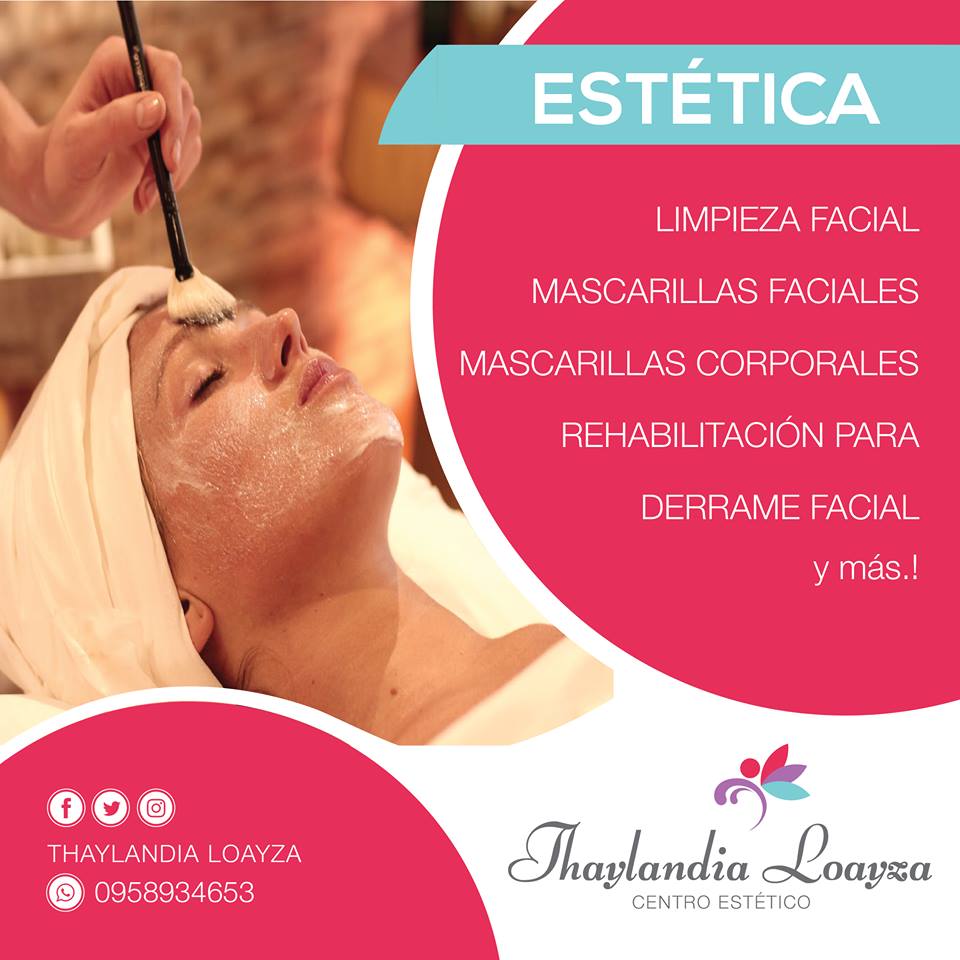 ESTÉTICA
LIMPIEZA FACIAL
MASCARILLAS FACIALES
MASCARILLAS CORPORALES
REHABILITACIÓN PARA
DERRAME FACIAL
y más.!
THAYLANDIA LOAYZA
0958934653
Thaylandia Loayza
CENTRO ESTÉTICO